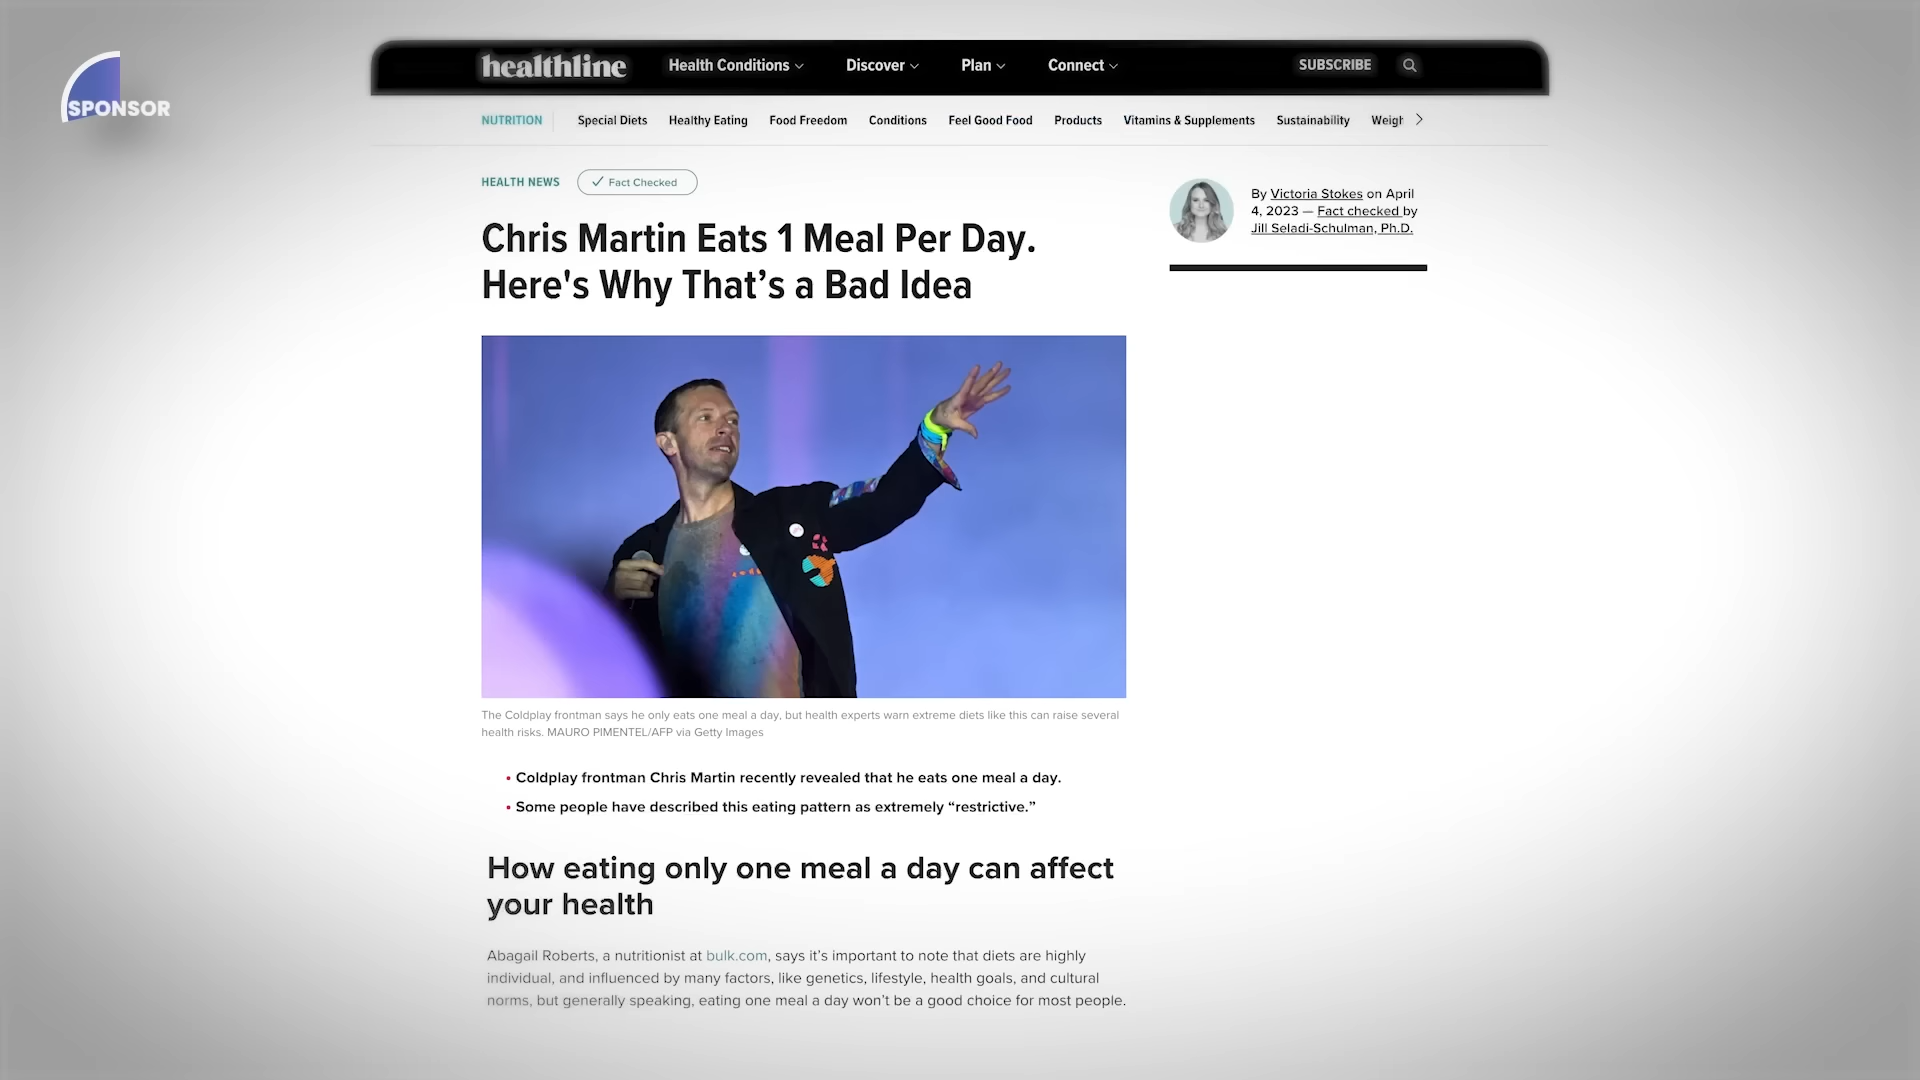 SPONSOR
healthline
Health Conditions
Discover
Plan
Connect
SUBSCRIBE
NUTRITION
Special Diets
Healthy Eating
Food Freedom
Conditions
Feel Good Food
Products
Vitamins & Supplements
Sustainability
Weigh
HEALTH NEWS
Fact Checked
Chris Martin Eats 1 Meal Per Day.
Here's Why That’s a Bad Idea
By Victoria Stokes on April
4, 2023 — Fact checked by
Jill Seladi-Schulman, Ph.D.
The Coldplay frontman says he only eats one meal a day, but health experts warn extreme diets like this can raise several
health risks. MAURO PIMENTEL/AFP via Getty Images
• Coldplay frontman Chris Martin recently revealed that he eats one meal a day.
• Some people have described this eating pattern as extremely “restrictive.”
How eating only one meal a day can affect
your health
Abagail Roberts, a nutritionist at bulk.com, says it’s important to note that diets are highly
individual, and influenced by many factors, like genetics, lifestyle, health goals, and cultural
norms, but generally speaking, eating one meal a day won’t be a good choice for most people.